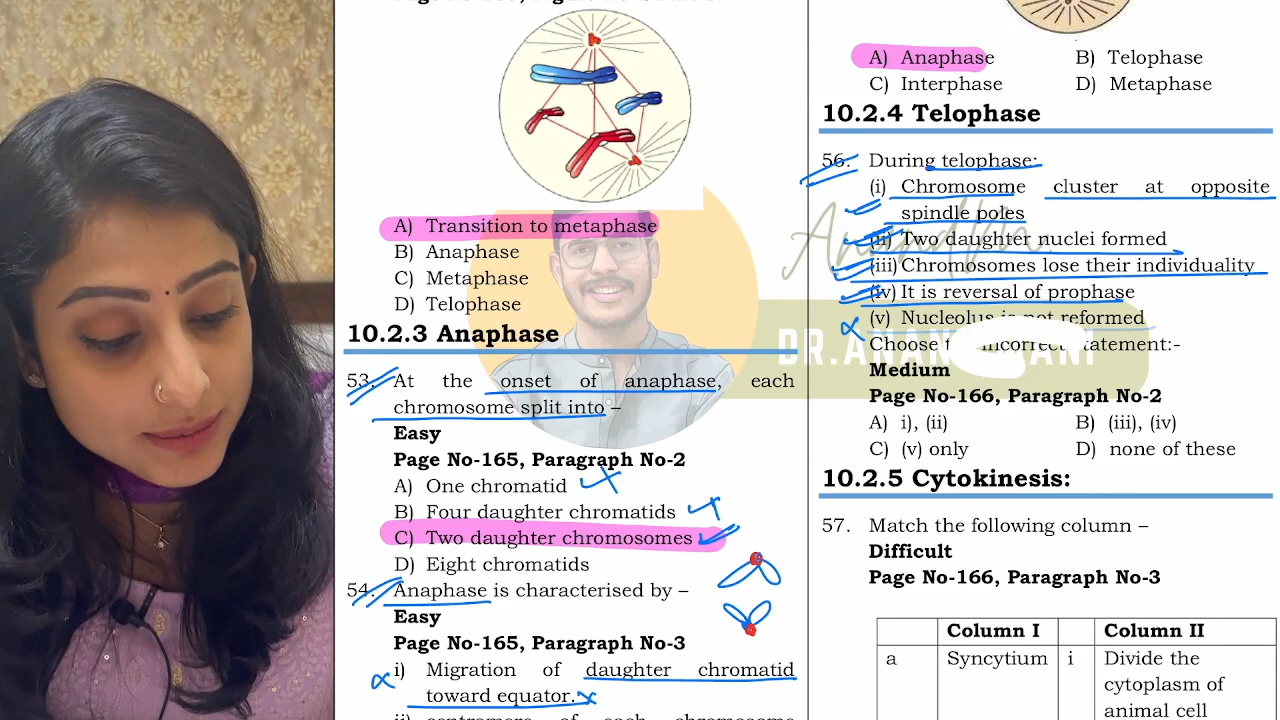 A) Transition to metaphase
B) Anaphase
C) Metaphase
D) Telophase
10.2.3 Anaphase
53. At the onset of anaphase, each
chromosome split into –
Easy
Page No-165, Paragraph No-2
A) One chromatid
B) Four daughter chromatids
C) Two daughter chromosomes
D) Eight chromatids
54. Anaphase is characterised by –
Easy
Page No-165, Paragraph No-3
i) Migration of daughter chromatid
toward equator.
A) Anaphase B) Telophase
C) Interphase D) Metaphase
10.2.4 Telophase
56. During telophase:
(i) Chromosome cluster at opposite
spindle poles
(ii) Two daughter nuclei formed
(iii) Chromosomes lose their individuality
(iv) It is reversal of prophase
(v) Nucleolus is not reformed
Choose incorrect statement:-
Medium
Page No-166, Paragraph No-2
A) i), (ii) B) (iii), (iv)
C) (v) only D) none of these
10.2.5 Cytokinesis:
57. Match the following column –
Difficult
Page No-166, Paragraph No-3
Column I Column II
a Syncytium i Divide the
cytoplasm of
animal cell